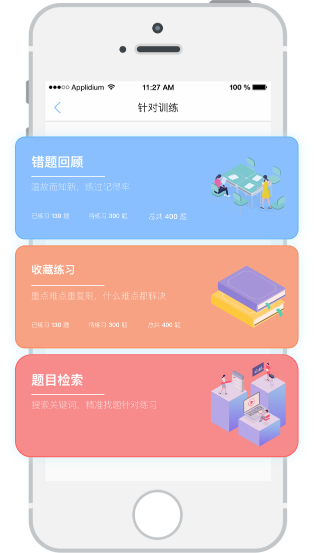 Applidium
11:27 AM
100 %
针对训练
错题回顾
温故而知新，练过记得牢
已练习 130 题 待练习 300 题 总共 400 题
收藏练习
重点难点重复刷，什么难点都解决
已练习 130 题 待练习 300 题 总共 400 题
题目检索
搜索关键词，精准找题针对练习